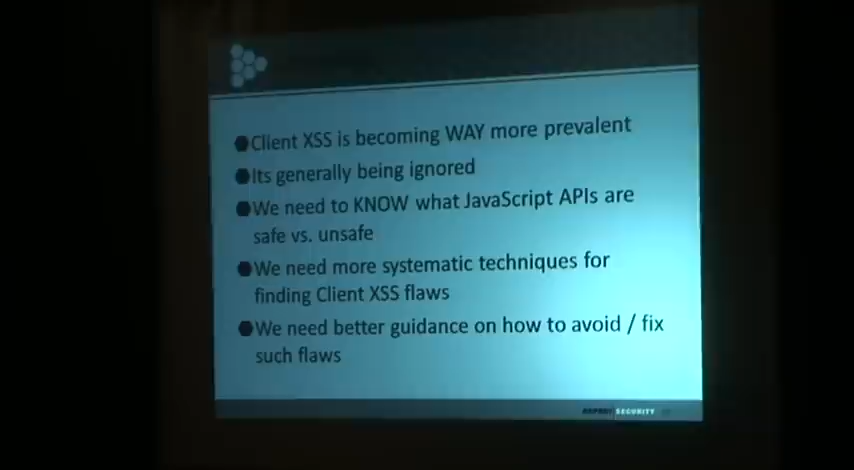 Client XSS is becoming WAY more prevalent
Its generally being ignored
We need to KNOW what JavaScript APIs are
safe vs. unsafe
We need more systematic techniques for
finding Client XSS flaws
We need better guidance on how to avoid / fix
such flaws
ASPECT SECURITY